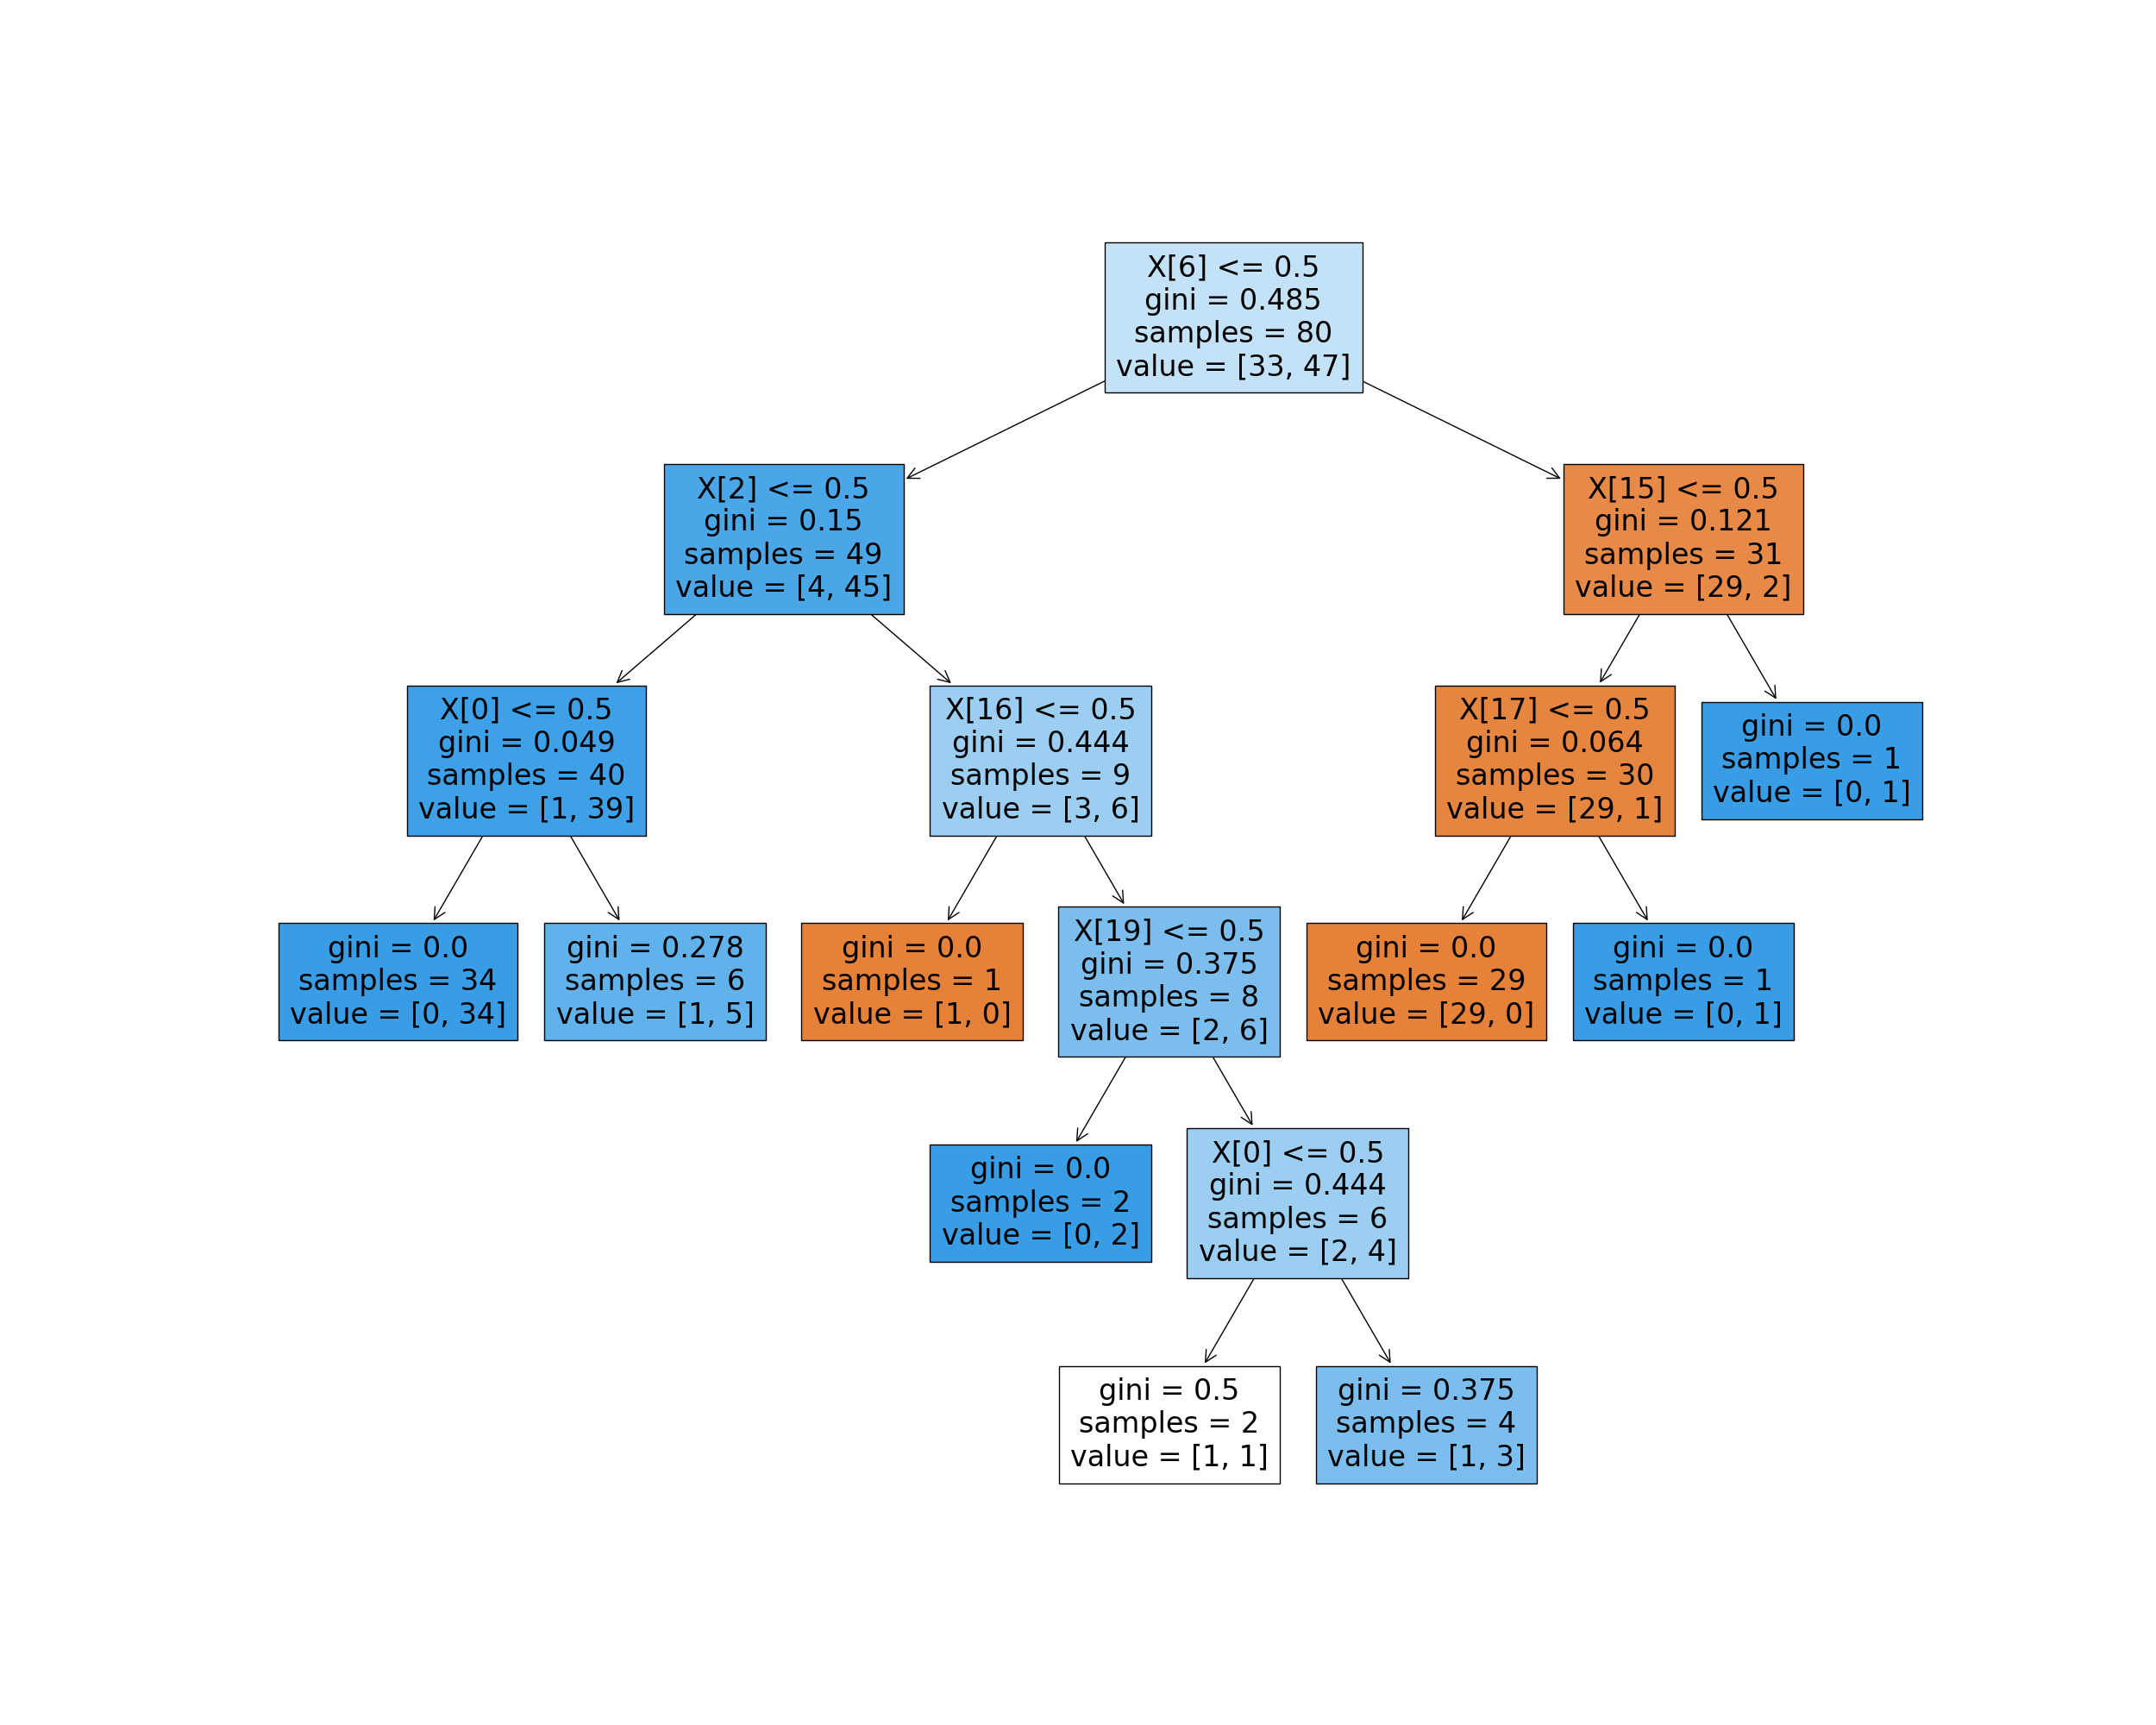 X[6] <= 0.5
gini = 0.485
samples = 80
value = [33, 47]
X[2] <= 0.5
gini = 0.15
samples = 49
value = [4, 45]
X[15] <= 0.5
gini = 0.121
samples = 31
value = [29, 2]
X[0] <= 0.5
gini = 0.049
samples = 40
value = [1, 39]
X[16] <= 0.5
gini = 0.444
samples = 9
value = [3, 6]
X[17] <= 0.5
gini = 0.064
samples = 30
value = [29, 1]
gini = 0.0
samples = 1
value = [0, 1]
gini = 0.0
samples = 34
value = [0, 34]
gini = 0.278
samples = 6
value = [1, 5]
gini = 0.0
samples = 1
value = [1, 0]
X[19] <= 0.5
gini = 0.375
samples = 8
value = [2, 6]
gini = 0.0
samples = 29
value = [29, 0]
gini = 0.0
samples = 1
value = [0, 1]
gini = 0.0
samples = 2
value = [0, 2]
X[0] <= 0.5
gini = 0.444
samples = 6
value = [2, 4]
gini = 0.5
samples = 2
value = [1, 1]
gini = 0.375
samples = 4
value = [1, 3]